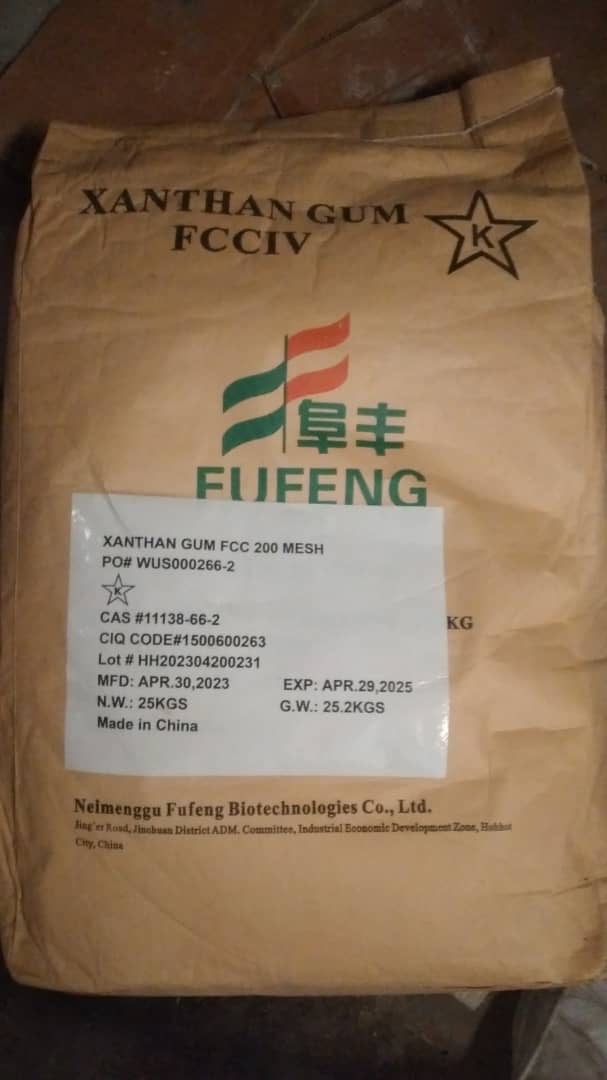 XANTHAN GUM
FCCIV
K
阜丰
FUFENG
XANTHAN GUM FCC 200 MESH
PO# WUS000266-2
K
CAS #11138-66-2
KG
CIQ CODE#1500600263
Lot # HH202304200231
MFD: APR.30,2023 EXP: APR.29,2025
N.W.: 25KGS G.W.: 25.2KGS
Made in China
Neimenggu Fufeng Biotechnologies Co., Ltd.
Jing'er Road, Jinchuan District ADM. Committee, Industrial Economic Development Zone, Huhhot
City, China